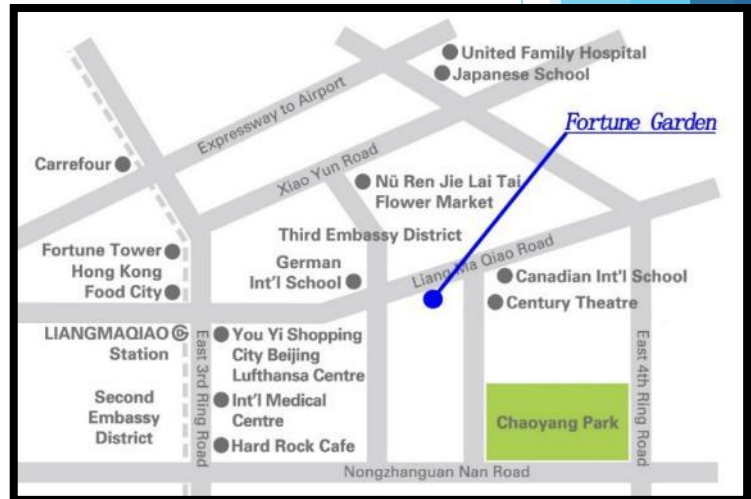 United Family Hospital
Japanese School
Fortune Garden
Expressway to Airport
Carrefour
Xiao Yun Road
Nü Ren Jie Lai Tai
Flower Market
Third Embassy District
Fortune Tower
Hong Kong
Food City
German
Int'l School
Liang Ma Qiao Road
Canadian Int'l School
Century Theatre
LIANGMAQIAO
Station
East 3rd Ring Road
You Yi Shopping
City Beijing
Lufthansa Centre
East 4th Ring Road
Second
Embassy
District
Int'l Medical
Centre
Hard Rock Cafe
Chaoyang Park
Nongzhanguan Nan Road